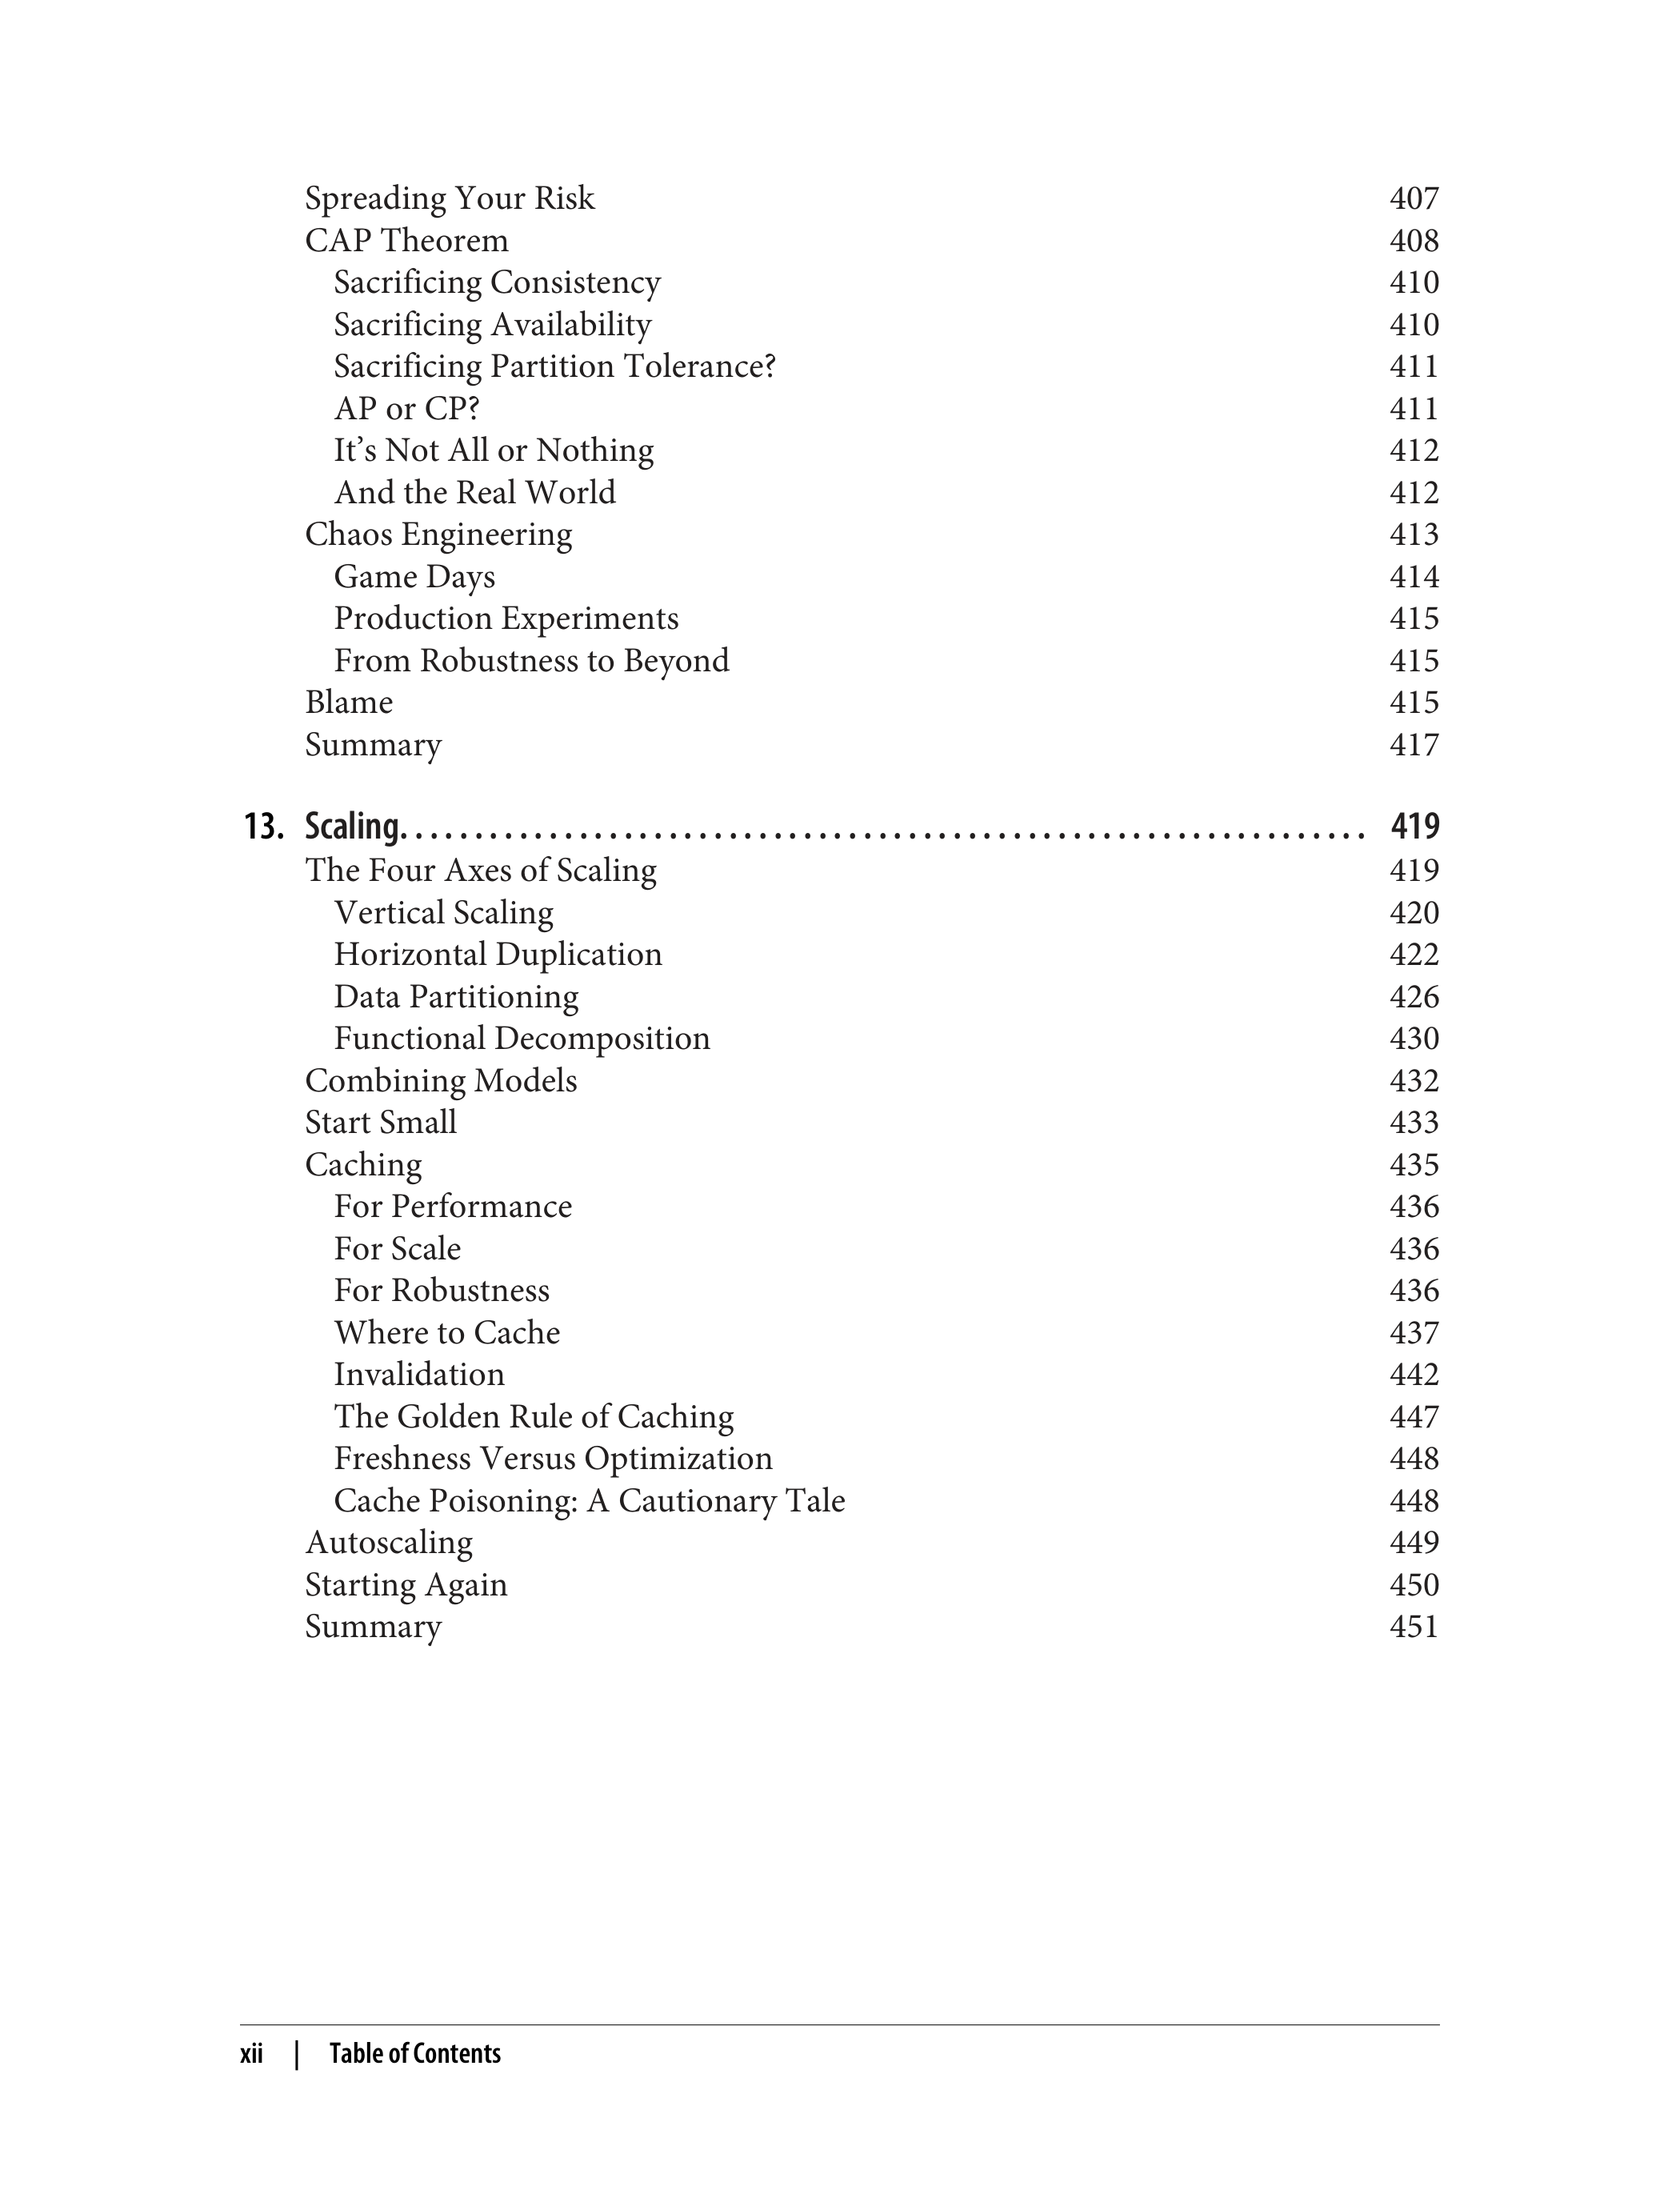 Spreading Your Risk 407
CAP Theorem 408
Sacrificing Consistency 410
Sacrificing Availability 410
Sacrificing Partition Tolerance? 411
AP or CP? 411
It’s Not All or Nothing 412
And the Real World 412
Chaos Engineering 413
Game Days 414
Production Experiments 415
From Robustness to Beyond 415
Blame 415
Summary 417
13. Scaling. . . . . . . . . . . . . . . . . . . . . . . . . . . . . . . . . . . . . . . . . . . . . . . . . . . . . . . . . . . . . . . . . 419
The Four Axes of Scaling 419
Vertical Scaling 420
Horizontal Duplication 422
Data Partitioning 426
Functional Decomposition 430
Combining Models 432
Start Small 433
Caching 435
For Performance 436
For Scale 436
For Robustness 436
Where to Cache 437
Invalidation 442
The Golden Rule of Caching 447
Freshness Versus Optimization 448
Cache Poisoning: A Cautionary Tale 448
Autoscaling 449
Starting Again 450
Summary 451
xii | Table of Contents